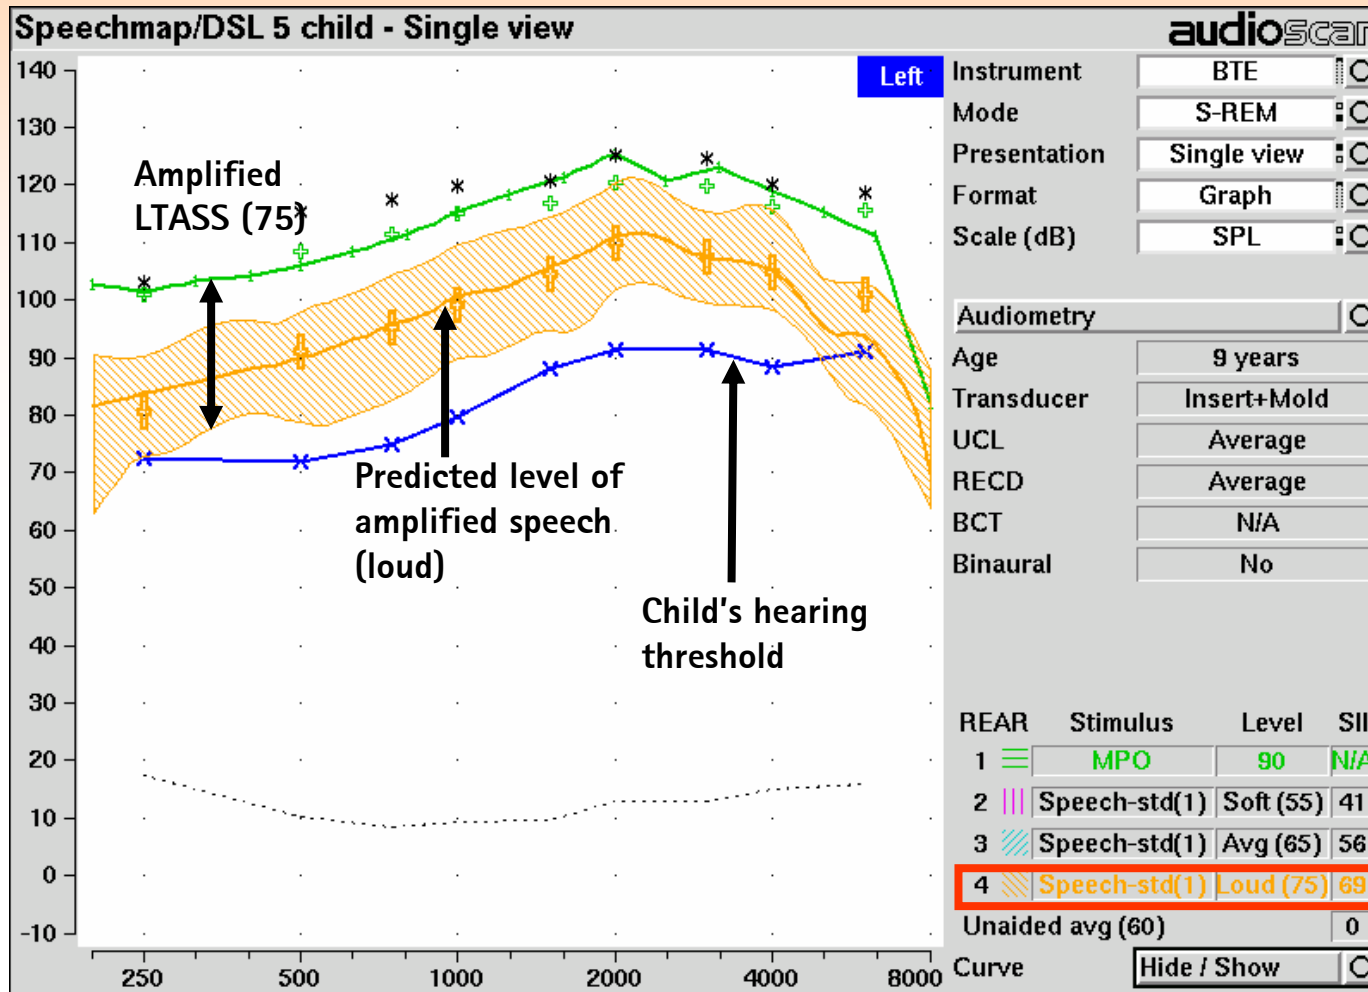 Speechmap/DSL 5 child - Single view
audioscan
140
130
120
110
100
90
80
70
60
50
40
30
20
10
0
-10
250
500
1000
2000
4000
8000
Left
Amplified
LTASS (75)
Predicted level of
amplified speech
(loud)
Child's hearing
threshold
Instrument BTE
Mode S-REM
Presentation Single view
Format Graph
Scale (dB) SPL
Audiometry
Age 9 years
Transducer Insert+Mold
UCL Average
RECD Average
BCT N/A
Binaural No
REAR Stimulus Level SII
1 MPO 90 N/A
2 Speech-std(1) Soft (55) 41
3 Speech-std(1) Avg (65) 56
4 Speech-std(1) Loud (75) 69
Unaided avg (60) 0
Curve Hide / Show